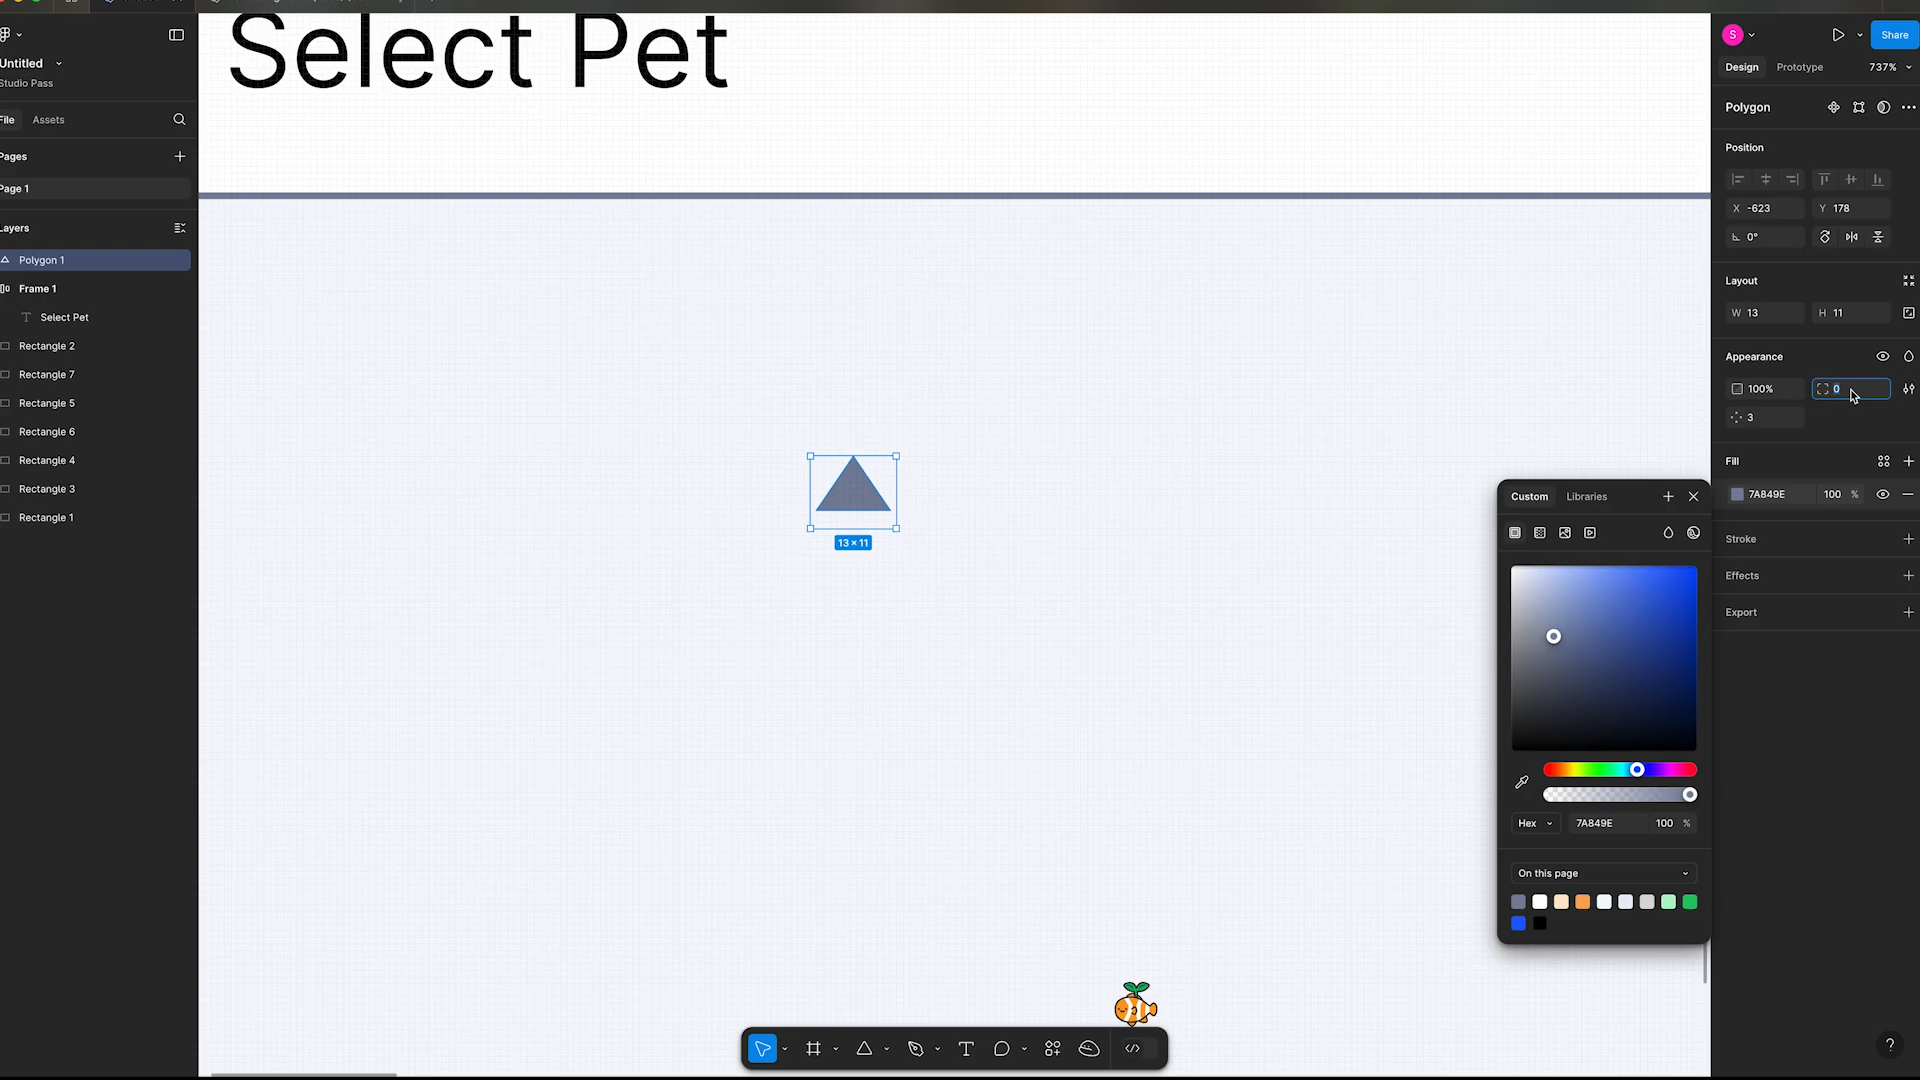 Select Pet
Untitled
Studio Pass
File
Assets
Pages
Page 1
Layers
Polygon 1
Frame 1
Select Pet
Rectangle 2
Rectangle 7
Rectangle 5
Rectangle 6
Rectangle 4
Rectangle 3
Rectangle 1
13 × 11
S
Share
Design
Prototype
737%
Polygon
Position
X -623
Y 178
0°
Layout
W 13
H 11
Appearance
100%
0
3
Fill
7A849E
100 %
Stroke
Effects
Export
Custom
Libraries
Hex
7A849E
100 %
On this page
?